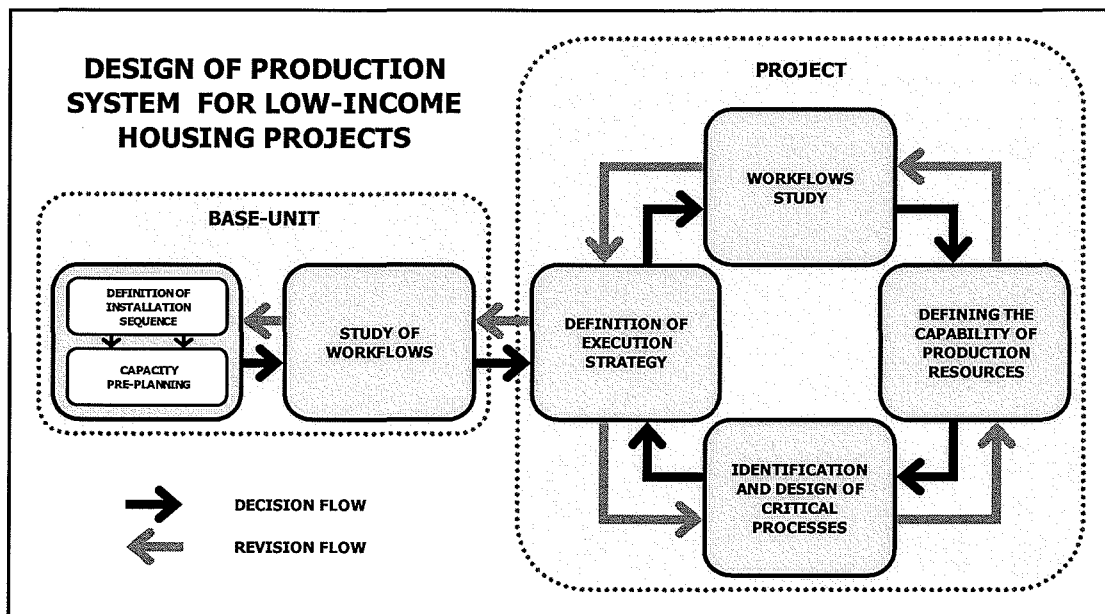 DESIGN OF PRODUCTION
SYSTEM FOR LOW-INCOME
HOUSING PROJECTS
BASE-UNIT
DEFINITION OF
INSTALLATION
SEQUENCE
CAPACITY
PRE-PLANNING
STUDY OF
WORKFLOWS
PROJECT
WORKFLOWS
STUDY
DEFINITION OF
EXECUTION
STRATEGY
DEFINING THE
CAPABILITY OF
PRODUCTION
RESOURCES
IDENTIFICATION
AND DESIGN OF
CRITICAL
PROCESSES
DECISION FLOW
REVISION FLOW